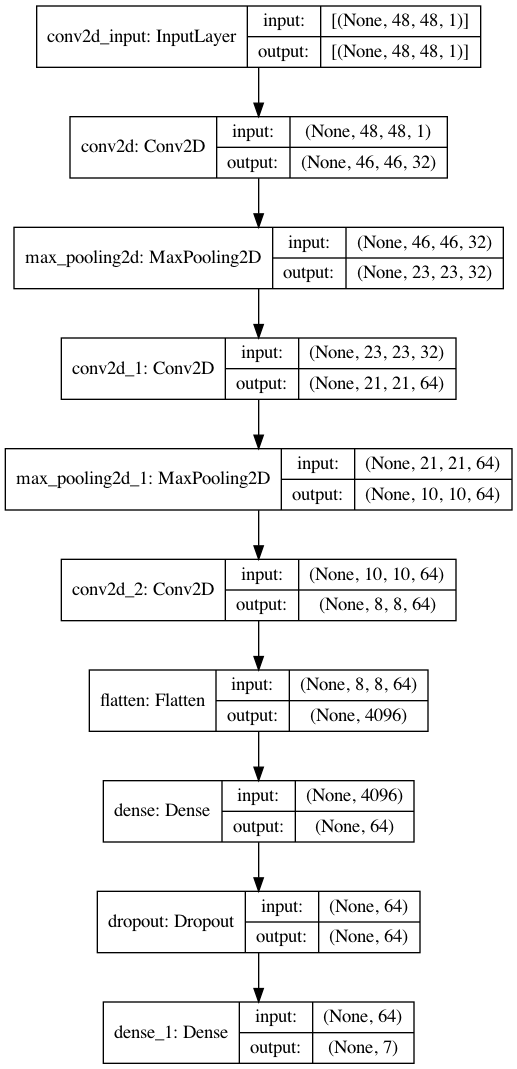 conv2d_input: InputLayer
input: [(None, 48, 48, 1)]
output: [(None, 48, 48, 1)]
conv2d: Conv2D
input: (None, 48, 48, 1)
output: (None, 46, 46, 32)
max_pooling2d: MaxPooling2D
input: (None, 46, 46, 32)
output: (None, 23, 23, 32)
conv2d_1: Conv2D
input: (None, 23, 23, 32)
output: (None, 21, 21, 64)
max_pooling2d_1: MaxPooling2D
input: (None, 21, 21, 64)
output: (None, 10, 10, 64)
conv2d_2: Conv2D
input: (None, 10, 10, 64)
output: (None, 8, 8, 64)
flatten: Flatten
input: (None, 8, 8, 64)
output: (None, 4096)
dense: Dense
input: (None, 4096)
output: (None, 64)
dropout: Dropout
input: (None, 64)
output: (None, 64)
dense_1: Dense
input: (None, 64)
output: (None, 7)